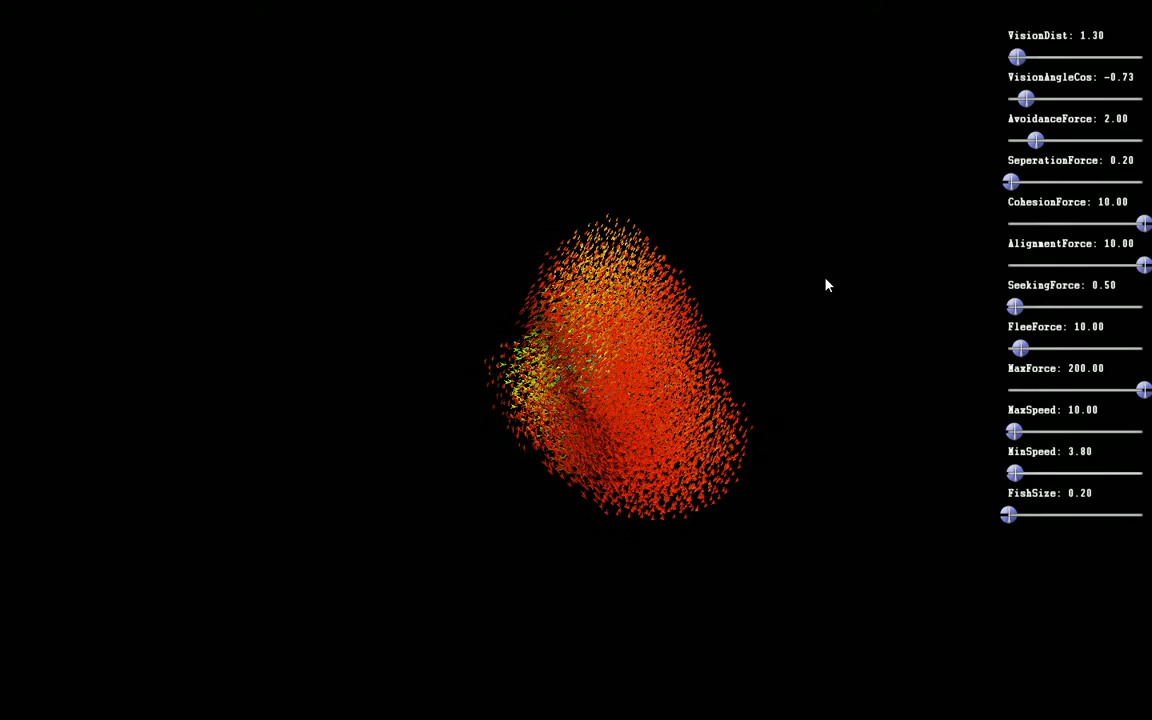 VisionDist: 1.30
VisionAngleCos: -0.73
AvoidanceForce: 2.00
SeperationForce: 0.20
CohesionForce: 10.00
AlignmentForce: 10.00
SeekingForce: 0.50
FleeForce: 10.00
MaxForce: 200.00
MaxSpeed: 10.00
MinSpeed: 3.80
FishSize: 0.20